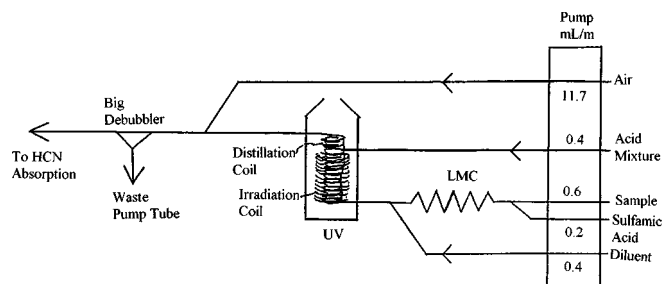 Pump
mL/m
Air
11.7
Big
Debubbler
0.4
Acid
Mixture
To HCN
Absorption
Distillation
Coil
LMC
Waste
Pump Tube
Irradiation
Coil
0.6
Sample
Sulfamic
Acid
0.2
UV
Diluent
0.4